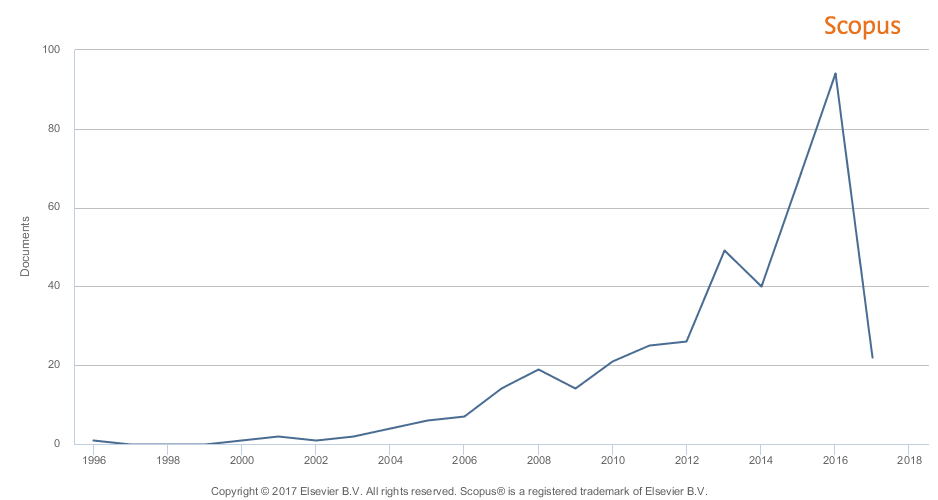 Scopus
100
80
60
40
20
0
Documents
1996 1998 2000 2002 2004 2006 2008 2010 2012 2014 2016 2018
Copyright © 2017 Elsevier B.V. All rights reserved. Scopus® is a registered trademark of Elsevier B.V.